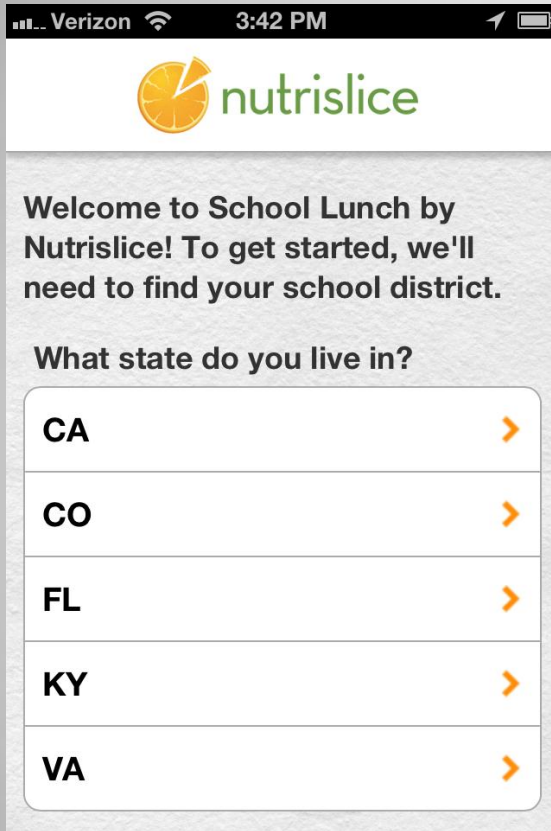 Verizon 3:42 PM
nutrislice
Welcome to School Lunch by
Nutrislice! To get started, we'll
need to find your school district.
What state do you live in?
CA
CO
FL
KY
VA